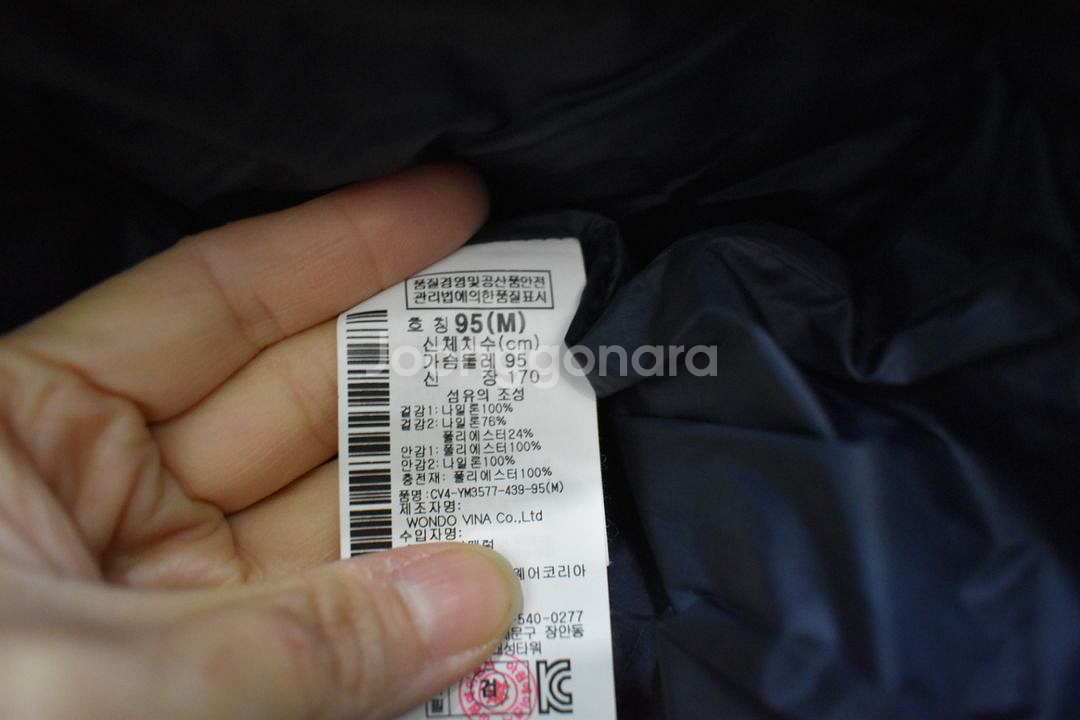 품질경영및공산품안전
관리법에의한품질표시
호 칭 95(M)
신체치수(cm)
가슴둘레 95
신 장 170
섬유의 조성
겉감1: 나일론100%
겉감2: 나일론76%
폴리에스터24%
안감1: 폴리에스터100%
안감2: 나일론100%
충전재: 폴리에스터100%
품명:CV4-YM3577-439-95(M)
제조자명:
WONDO VINA Co.,Ltd
수입자명:
웨어코리아
-540-0277
대문구 장안동
타워
검
KC
Joonggonara